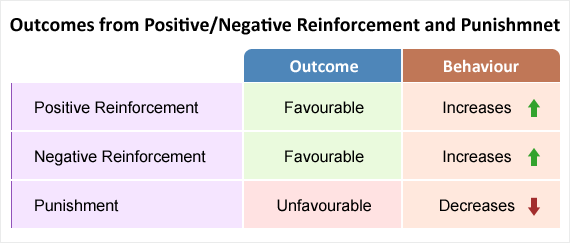 Outcomes from Positive/Negative Reinforcement and Punishmnet
Outcome Behaviour
Positive Reinforcement Favourable Increases
Negative Reinforcement Favourable Increases
Punishment Unfavourable Decreases